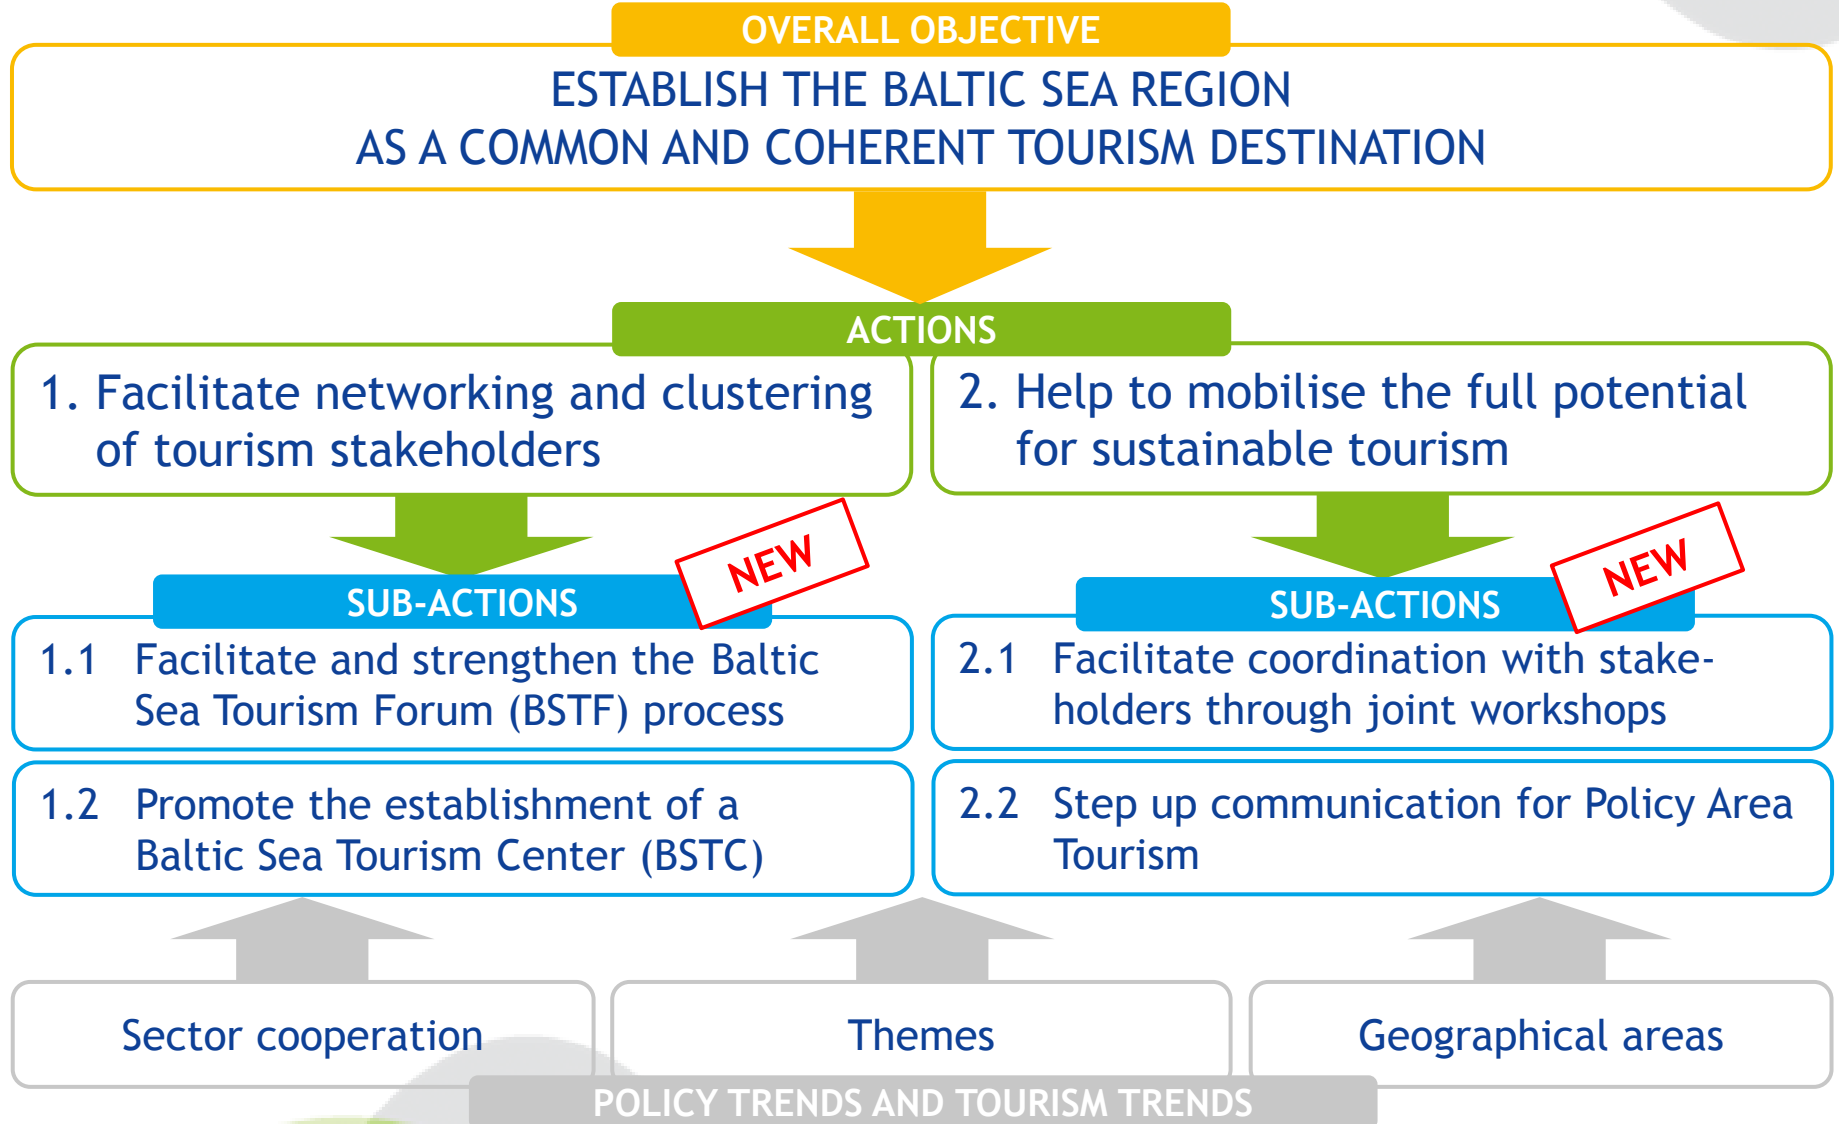 OVERALL OBJECTIVE
ESTABLISH THE BALTIC SEA REGION
AS A COMMON AND COHERENT TOURISM DESTINATION
ACTIONS
1. Facilitate networking and clustering
of tourism stakeholders
2. Help to mobilise the full potential
for sustainable tourism
NEW
SUB-ACTIONS
1.1 Facilitate and strengthen the Baltic
Sea Tourism Forum (BSTF) process
1.2 Promote the establishment of a
Baltic Sea Tourism Center (BSTC)
NEW
SUB-ACTIONS
2.1 Facilitate coordination with stake-
holders through joint workshops
2.2 Step up communication for Policy Area
Tourism
Sector cooperation
Themes
Geographical areas
POLICY TRENDS AND TOURISM TRENDS